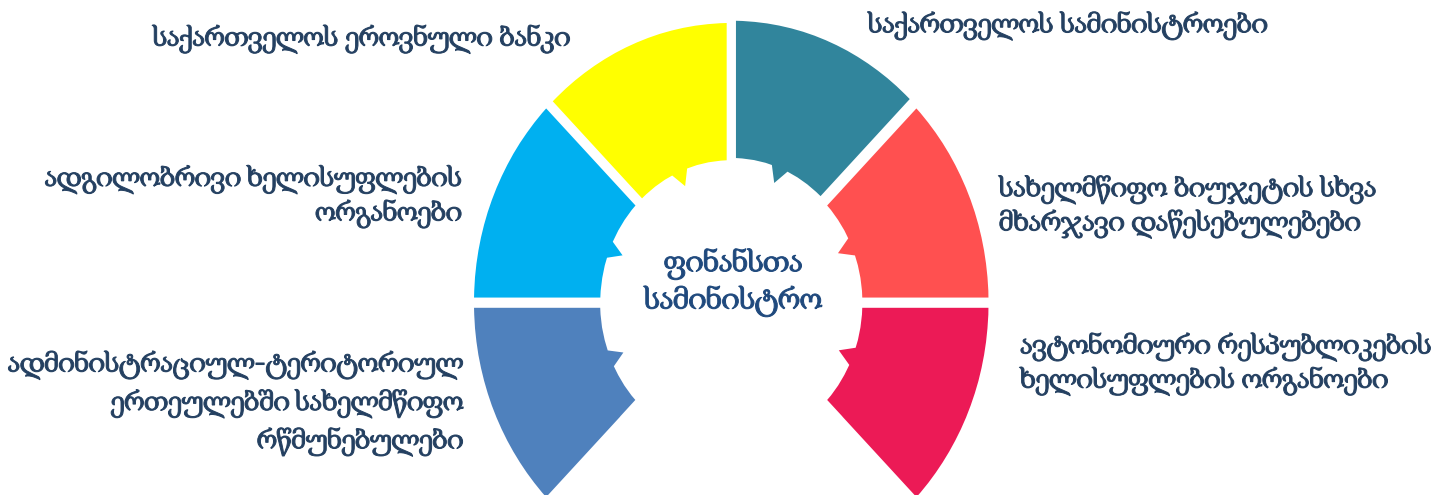 საქართველოს ეროვნული ბანკი
საქართველოს სამინისტროები
ადგილობრივი ხელისუფლების
ორგანოები
სახელმწიფო ბიუჯეტის სხვა
მხარჯავი დაწესებულებები
ფინანსთა
სამინისტრო
ადმინისტრაციულ-ტერიტორიულ
ერთეულებში სახელმწიფო
რწმუნებულები
ავტონომიური რესპუბლიკების
ხელისუფლების ორგანოები